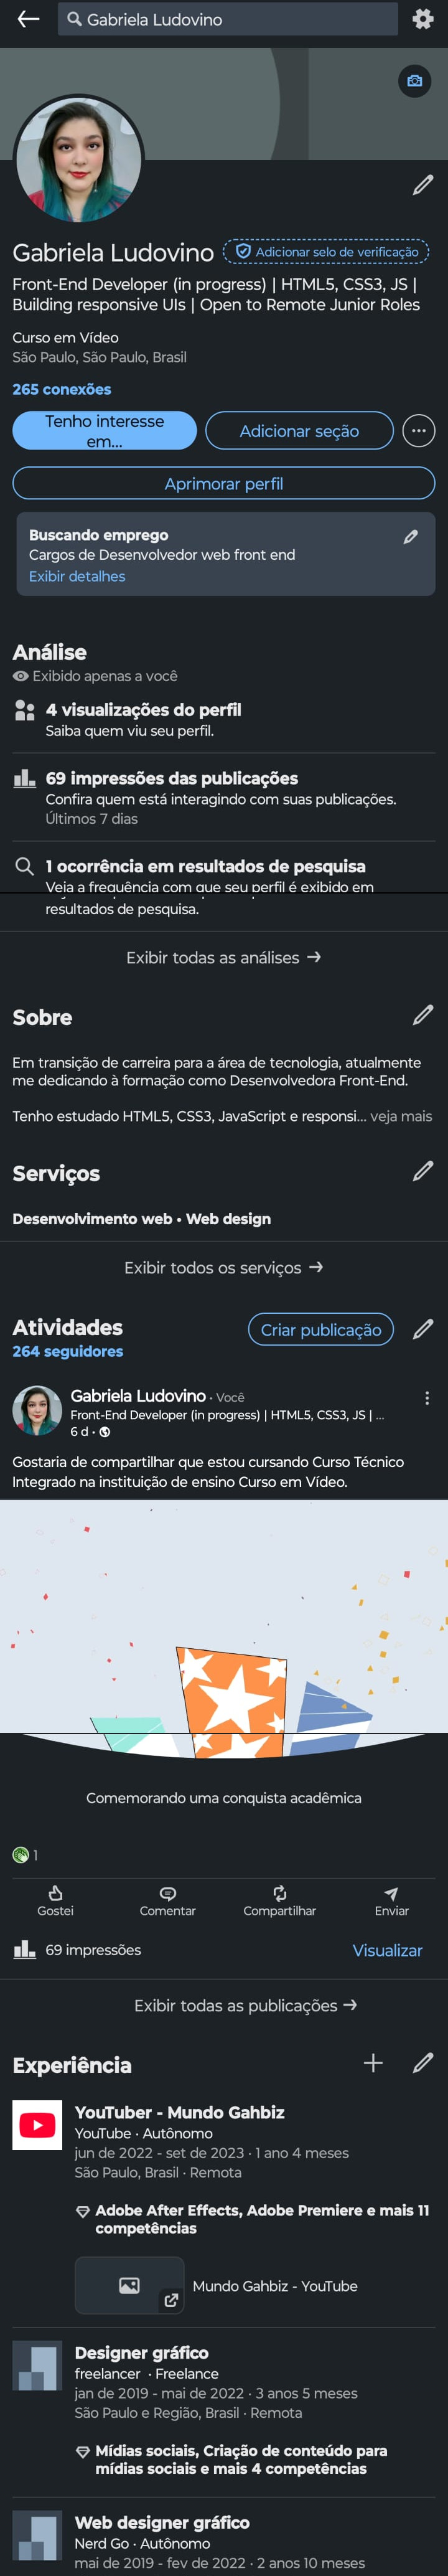 Gabriela Ludovino
Gabriela Ludovino
Adicionar selo de verificação
Front-End Developer (in progress) | HTML5, CSS3, JS |
Building responsive UIs | Open to Remote Junior Roles
Curso em Vídeo
São Paulo, São Paulo, Brasil
265 conexões
Tenho interesse
em...
Adicionar seção
Aprimorar perfil
Buscando emprego
Cargos de Desenvolvedor web front end
Exibir detalhes
Análise
Exibido apenas a você
4 visualizações do perfil
Saiba quem viu seu perfil.
69 impressões das publicações
Confira quem está interagindo com suas publicações.
Últimos 7 dias
1 ocorrência em resultados de pesquisa
Veja a frequência com que seu perfil é exibido em
resultados de pesquisa.
Exibir todas as análises →
Sobre
Em transição de carreira para a área de tecnologia, atualmente
me dedicando à formação como Desenvolvedora Front-End.
Tenho estudado HTML5, CSS3, JavaScript e responsi... veja mais
Serviços
Desenvolvimento web • Web design
Exibir todos os serviços →
Atividades
Criar publicação
264 seguidores
Gabriela Ludovino · Você
Front-End Developer (in progress) | HTML5, CSS3, JS | ...
6 d •
Gostaria de compartilhar que estou cursando Curso Técnico
Integrado na instituição de ensino Curso em Vídeo.
Comemorando uma conquista acadêmica
1
Gostei
Comentar
Compartilhar
Enviar
69 impressões
Visualizar
Exibir todas as publicações →
Experiência
YouTuber - Mundo Gahbiz
YouTube · Autônomo
jun de 2022 - set de 2023 · 1 ano 4 meses
São Paulo, Brasil · Remota
Adobe After Effects, Adobe Premiere e mais 11
competências
Mundo Gahbiz - YouTube
Designer gráfico
freelancer · Freelance
jan de 2019 - mai de 2022 · 3 anos 5 meses
São Paulo e Região, Brasil · Remota
Mídias sociais, Criação de conteúdo para
mídias sociais e mais 4 competências
Web designer gráfico
Nerd Go · Autônomo
mai de 2019 - fev de 2022 · 2 anos 10 meses